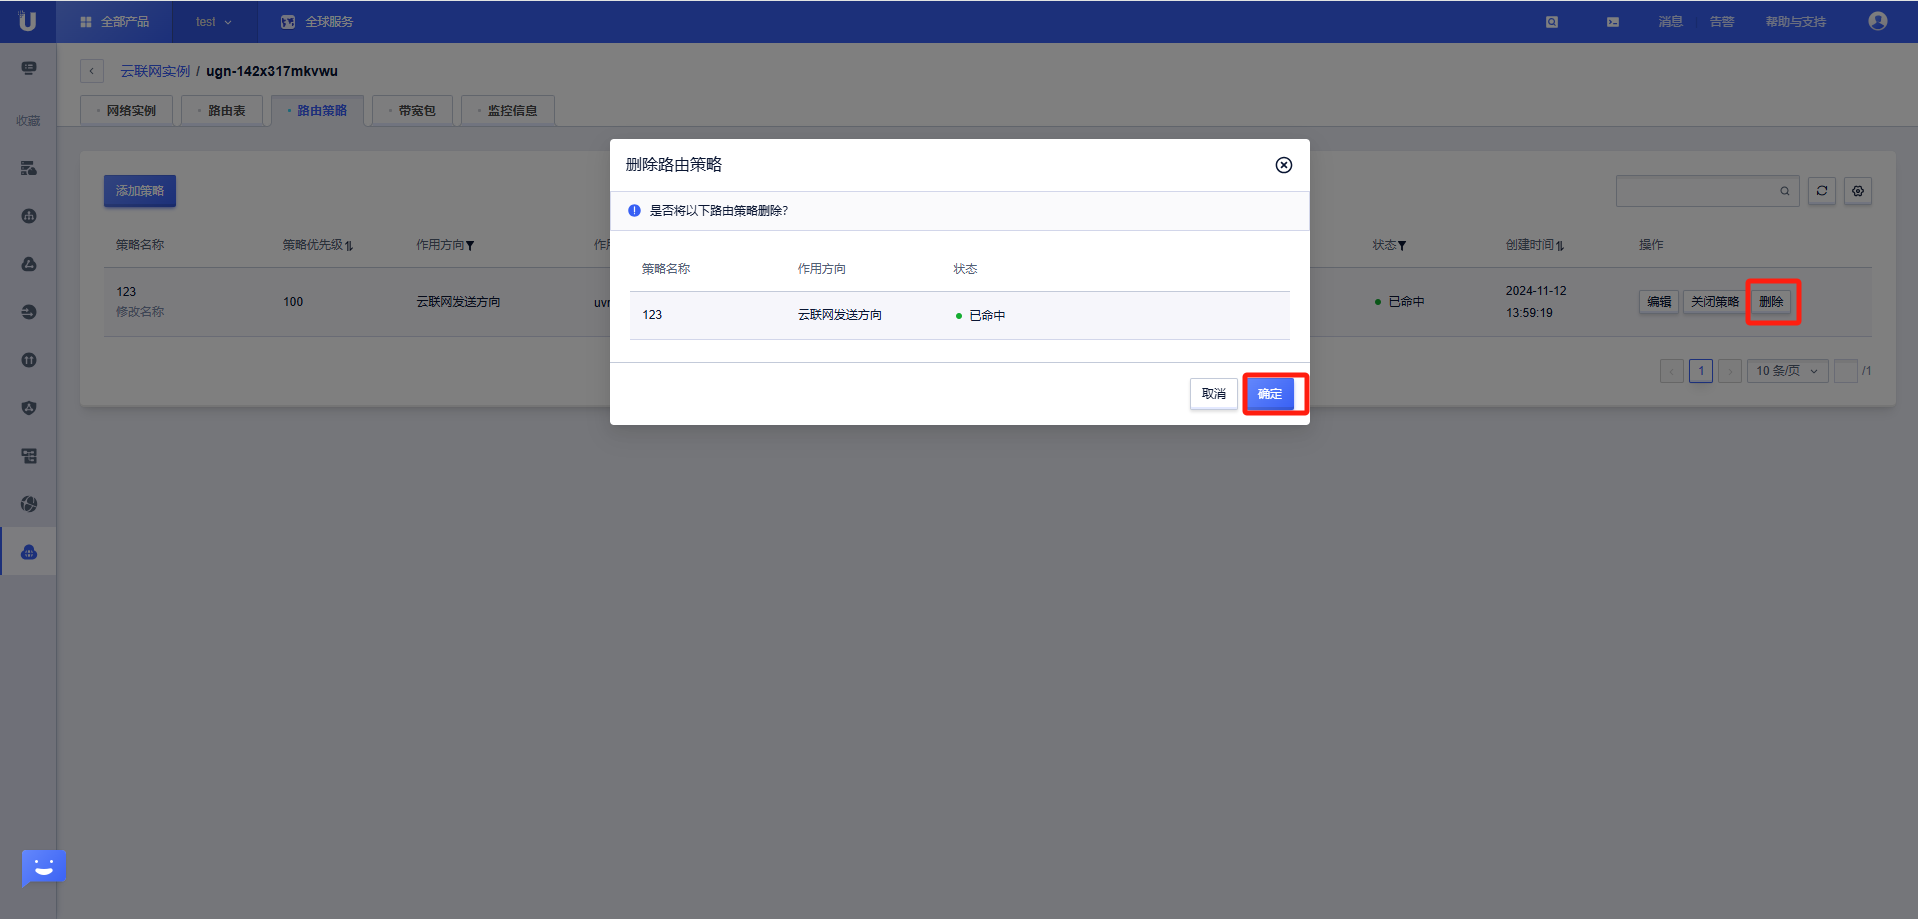 全部产品
test
全球服务
消息
告警
帮助与支持
收藏
云联网实例 / ugn-142x317mkvwu
网络实例
路由表
路由策略
带宽包
监控信息
添加策略
策略名称
策略优先级
作用方向
状态
创建时间
操作
123
修改名称
100
云联网发送方向
已命中
2024-11-12
13:59:19
编辑
关闭策略
删除
1
10 条/页
/1
删除路由策略
是否将以下路由策略删除?
策略名称
作用方向
状态
123
云联网发送方向
已命中
取消
确定